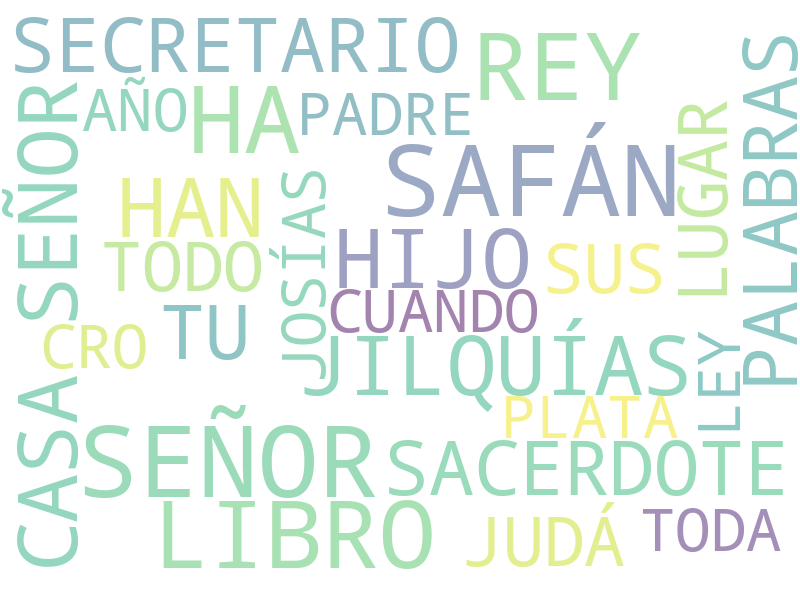 SECRETARIO
REY
AÑO
HA
PADRE
SAFÁN
PALABRAS
LUGAR
CASA SEÑOR
HAN
JOSÍAS
HIJO
TODO
SUS
CUANDO
TU
CRO
JILQUÍAS
LEY
PLATA
SEÑOR
SACERDOTE
LIBRO
JUDÁ
TODA